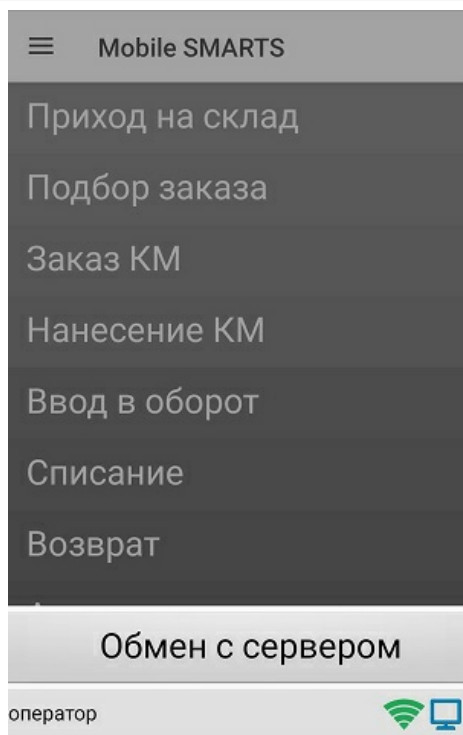 Mobile SMARTS
Приход на склад
Подбор заказа
Заказ КМ
Нанесение КМ
Ввод в оборот
Списание
Возврат
Обмен с сервером
оператор